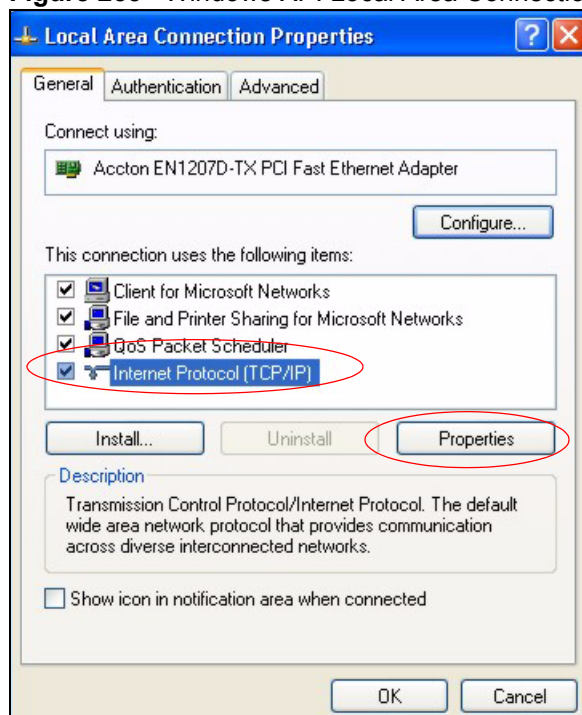 Local Area Connection Properties
General Authentication Advanced
Connect using:
Accton EN1207D-TX PCI Fast Ethernet Adapter
Configure...
This connection uses the following items:
Client for Microsoft Networks
File and Printer Sharing for Microsoft Networks
QoS Packet Scheduler
Internet Protocol (TCP/IP)
Install... Uninstall Properties
Description
Transmission Control Protocol/Internet Protocol. The default
wide area network protocol that provides communication
across diverse interconnected networks.
Show icon in notification area when connected
OK Cancel